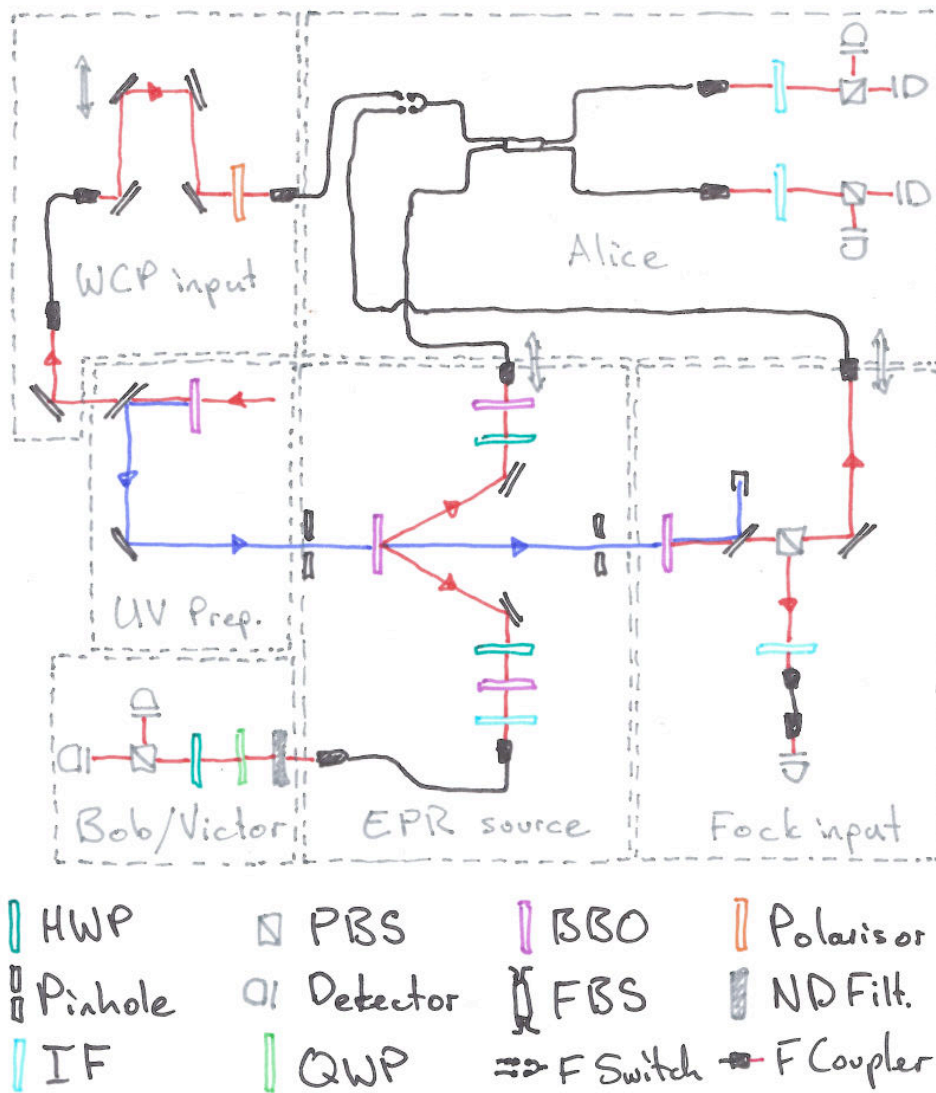 WCP input
Alice
UV Prep.
Bob/Victor
EPR source
Fock input
HWP
PBS
BBO
Polarisor
Pinhole
Detector
FBS
ND Filt.
IF
QWP
F Switch
F Coupler